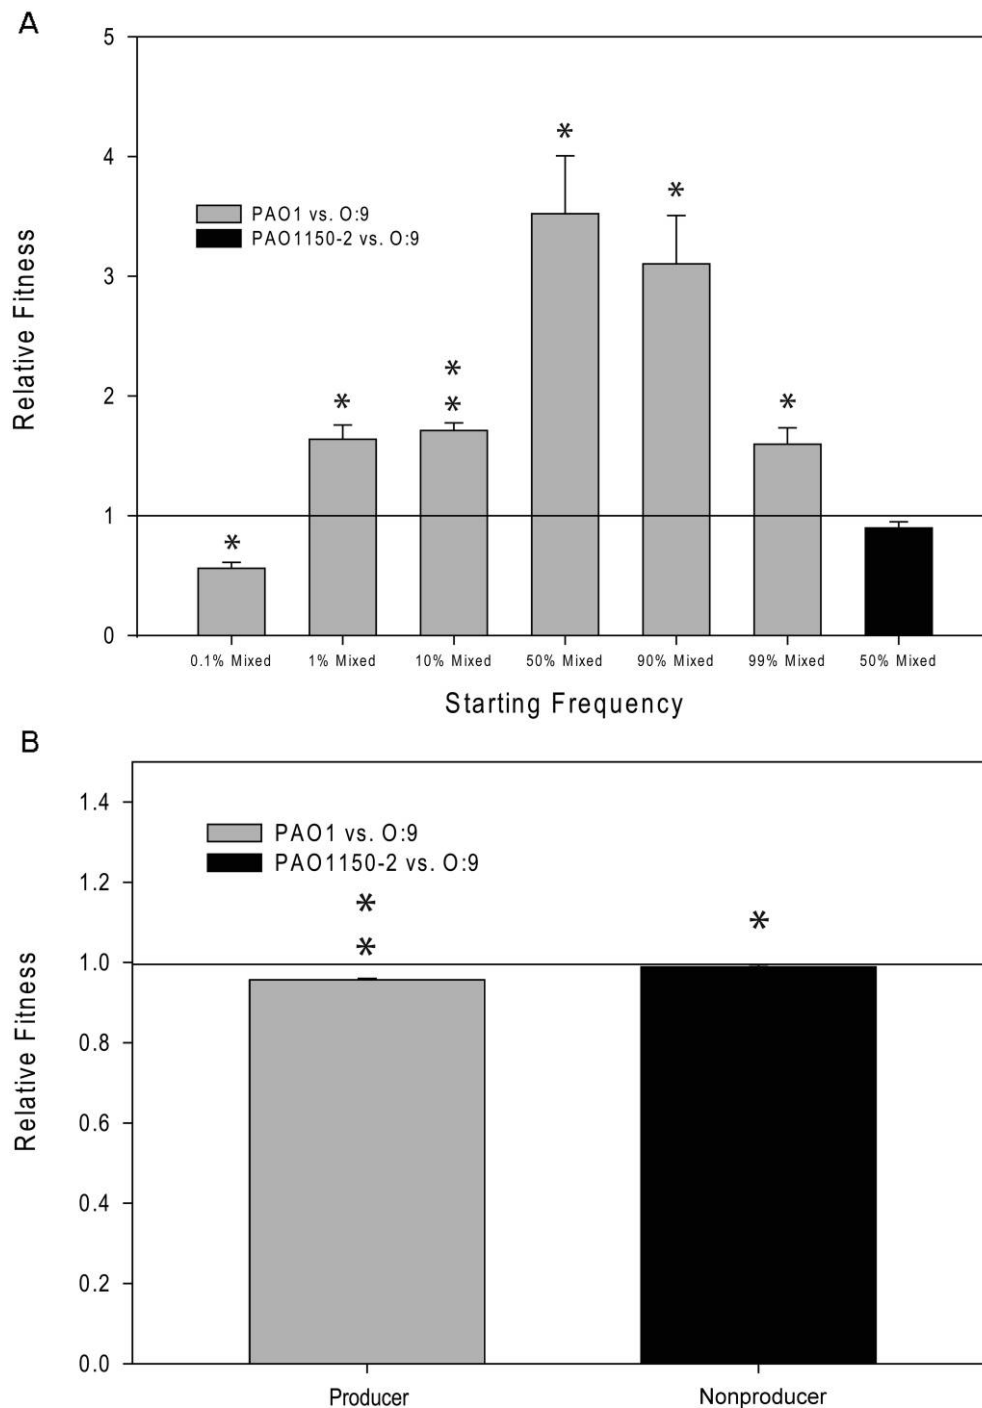 A
5
4
3
2
1
0
Relative Fitness
PAO1 vs. O:9
PAO1150-2 vs. O:9
*
*
*
*
*
*
*
0.1% Mixed 1% Mixed 10% Mixed 50% Mixed 90% Mixed 99% Mixed 50% Mixed
Starting Frequency
B
1.4
1.2
1.0
0.8
0.6
0.4
0.2
0.0
Relative Fitness
PAO1 vs. O:9
PAO1150-2 vs. O:9
*
*
*
Producer Nonproducer